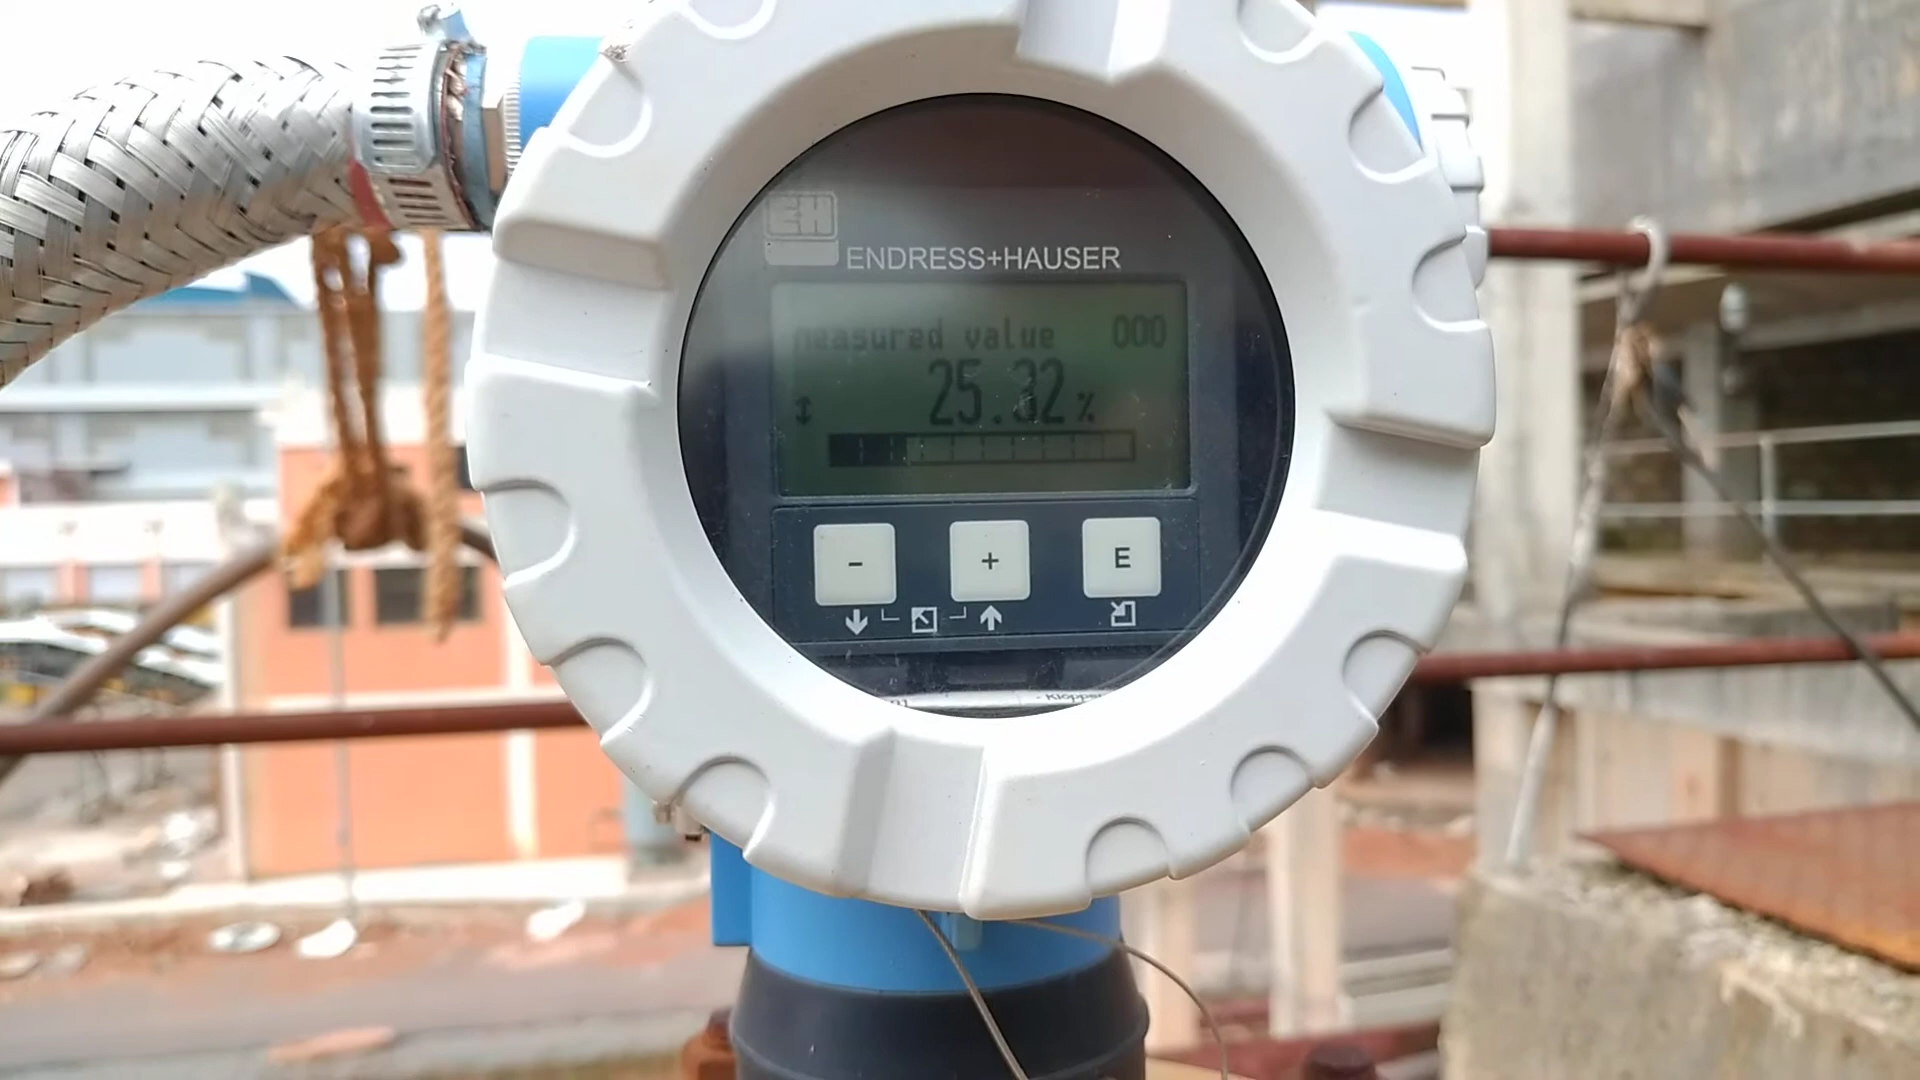 EH
ENDRESS+HAUSER
measured value 000
25.32 %
- + E